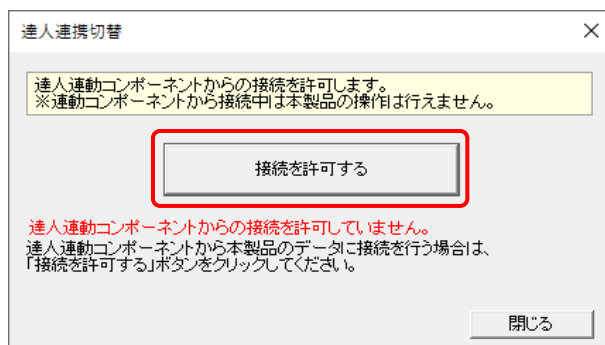 達人連携切替
達人連動コンポーネントからの接続を許可します。
※連動コンポーネントから接続中は本製品の操作は行えません。
接続を許可する
達人連動コンポーネントからの接続を許可していません。
達人連動コンポーネントから本製品のデータに接続を行う場合は、
「接続を許可する」ボタンをクリックしてください。
閉じる